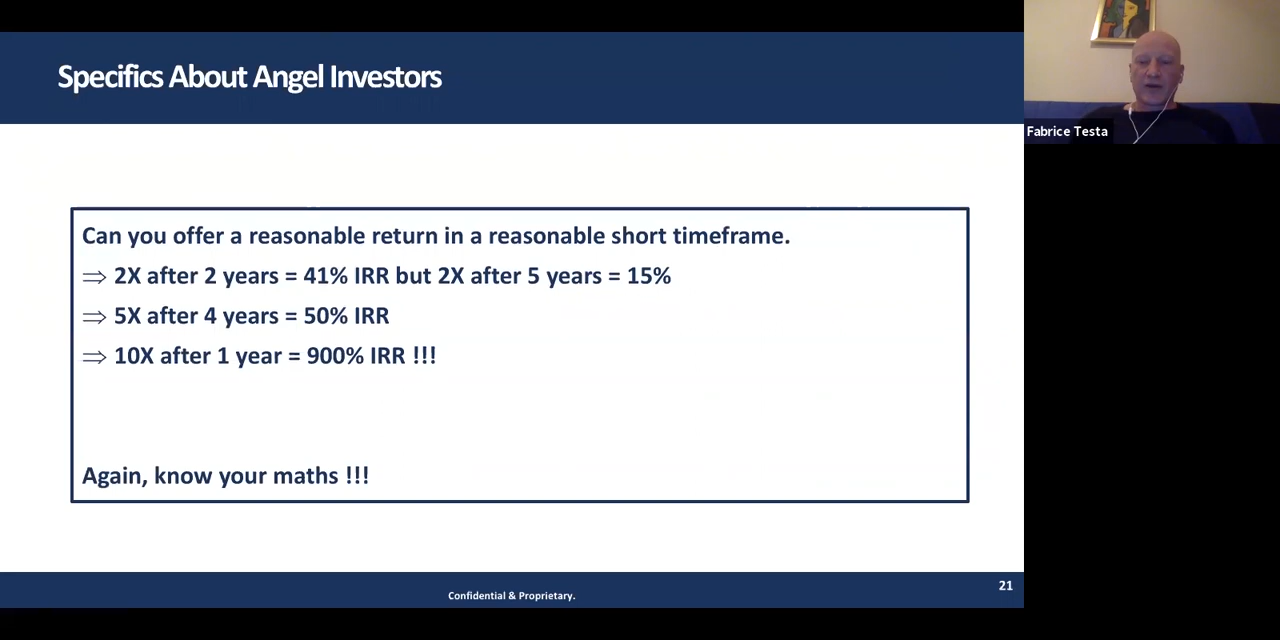 Specifics About Angel Investors
Fabrice Testa
Can you offer a reasonable return in a reasonable short timeframe.
⇒ 2X after 2 years = 41% IRR but 2X after 5 years = 15%
⇒ 5X after 4 years = 50% IRR
⇒ 10X after 1 year = 900% IRR !!!
Again, know your maths !!!
Confidential & Proprietary.
21